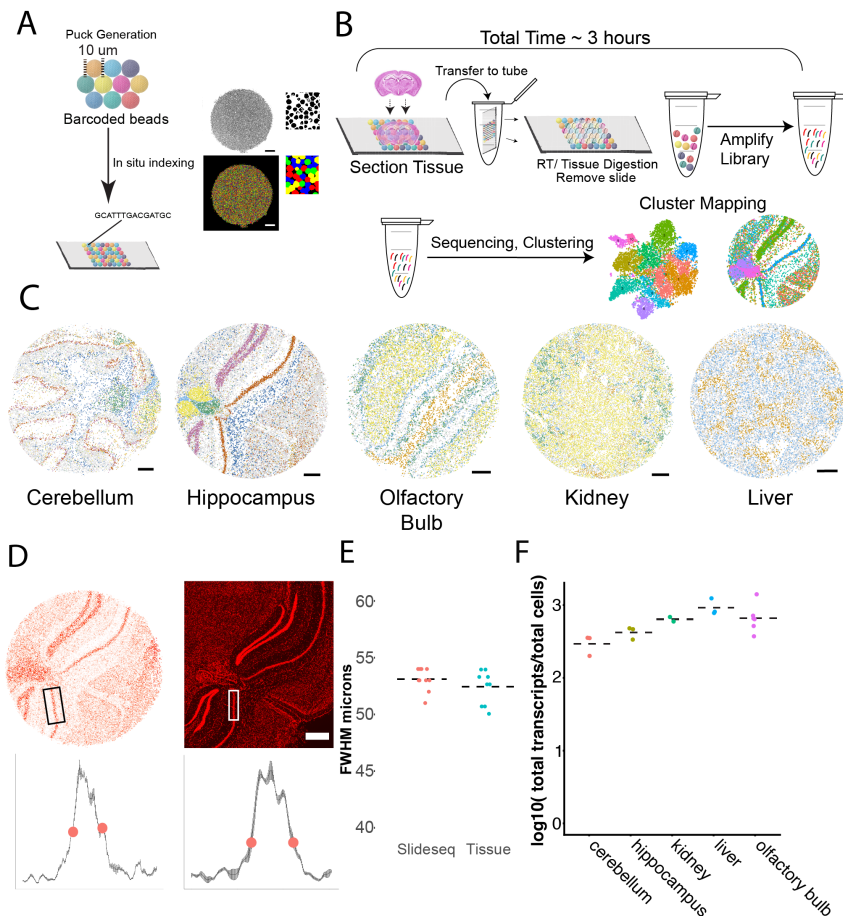 A
Puck Generation
10 um
Barcoded beads
In situ indexing
GCATTTGACGATGC
B
Total Time ~ 3 hours
Transfer to tube
Section Tissue
RT/ Tissue Digestion
Remove slide
Amplify
Library
Sequencing, Clustering
Cluster Mapping
C
Cerebellum
Hippocampus
Olfactory
Bulb
Kidney
Liver
D
E
FWHM microns
60
55
50
45
40
Slideseq
Tissue
F
log10( total transcripts/total cells)
3
2
1
0
cerebellum
hippocampus
kidney
liver
olfactory bulb